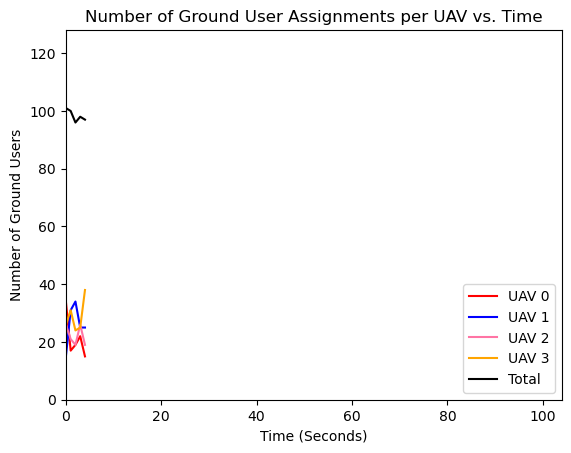 Number of Ground User Assignments per UAV vs. Time
Number of Ground Users
120
100
80
60
40
20
0
0 20 40 60 80 100
Time (Seconds)
UAV 0
UAV 1
UAV 2
UAV 3
Total